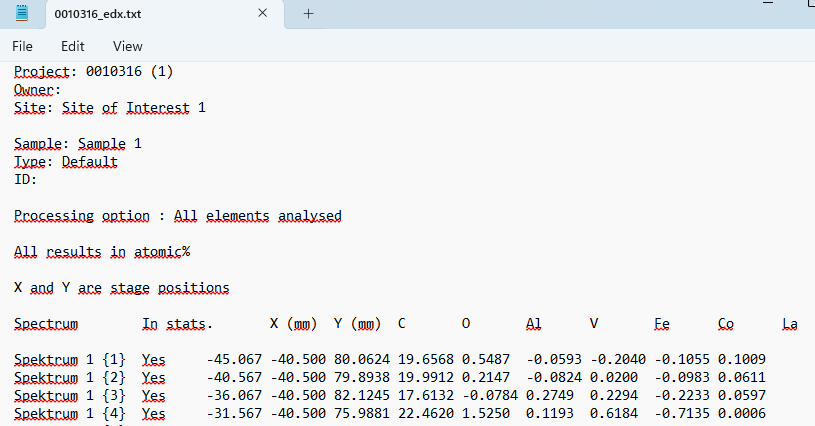 0010316_edx.txt
File Edit View
Project: 0010316 (1)
Owner:
Site: Site of Interest 1
Sample: Sample 1
Type: Default
ID:
Processing option : All elements analysed
All results in atomic%
X and Y are stage positions
Spectrum In stats. X (mm) Y (mm) C O Al V Fe Co La
Spektrum 1 {1} Yes -45.067 -40.500 80.0624 19.6568 0.5487 -0.0593 -0.2040 -0.1055 0.1009
Spektrum 1 {2} Yes -40.567 -40.500 79.8938 19.9912 0.2147 -0.0824 0.0200 -0.0983 0.0611
Spektrum 1 {3} Yes -36.067 -40.500 82.1245 17.6132 -0.0784 0.2749 0.2294 -0.2233 0.0597
Spektrum 1 {4} Yes -31.567 -40.500 75.9881 22.4620 1.5250 0.1193 0.6184 -0.7135 0.0006